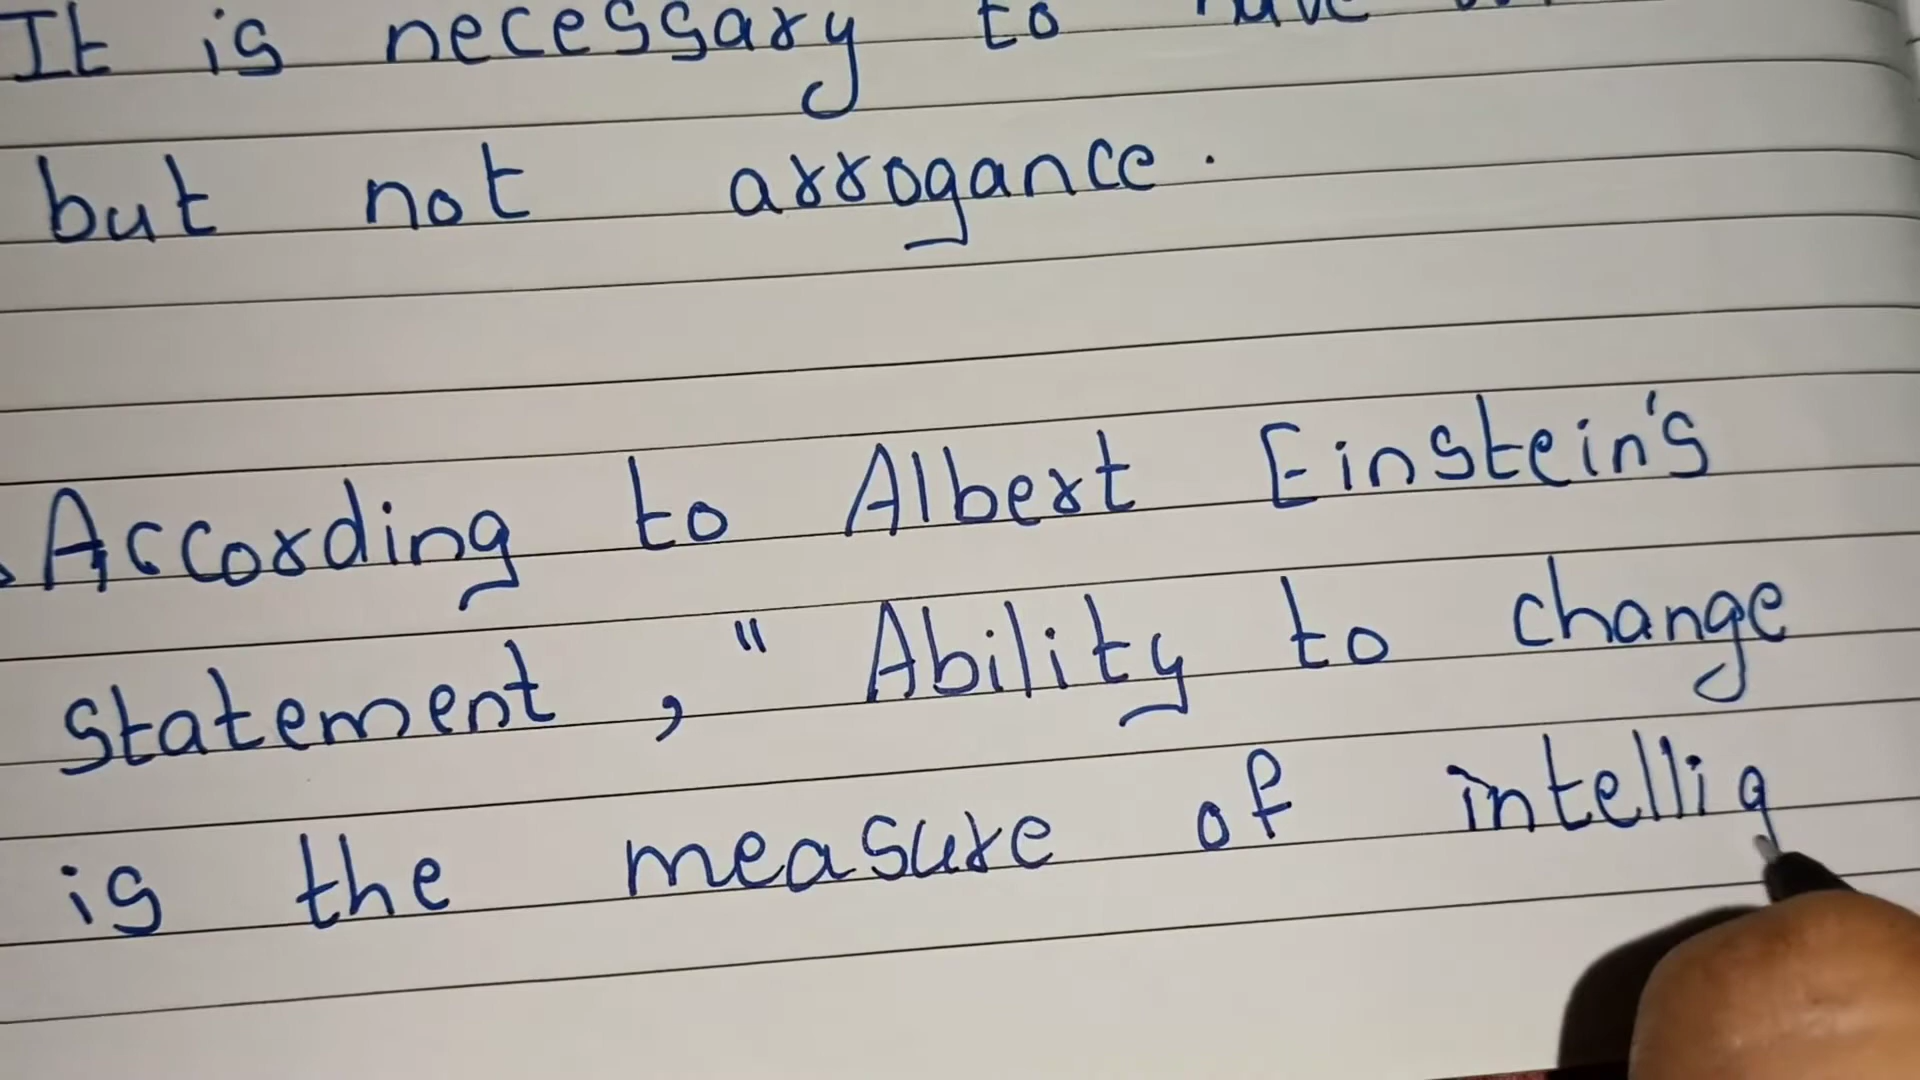 It is necessary to have
but not arrogance.
According to Albert Einstein's
statement, " Ability to change
is the measure of intellig